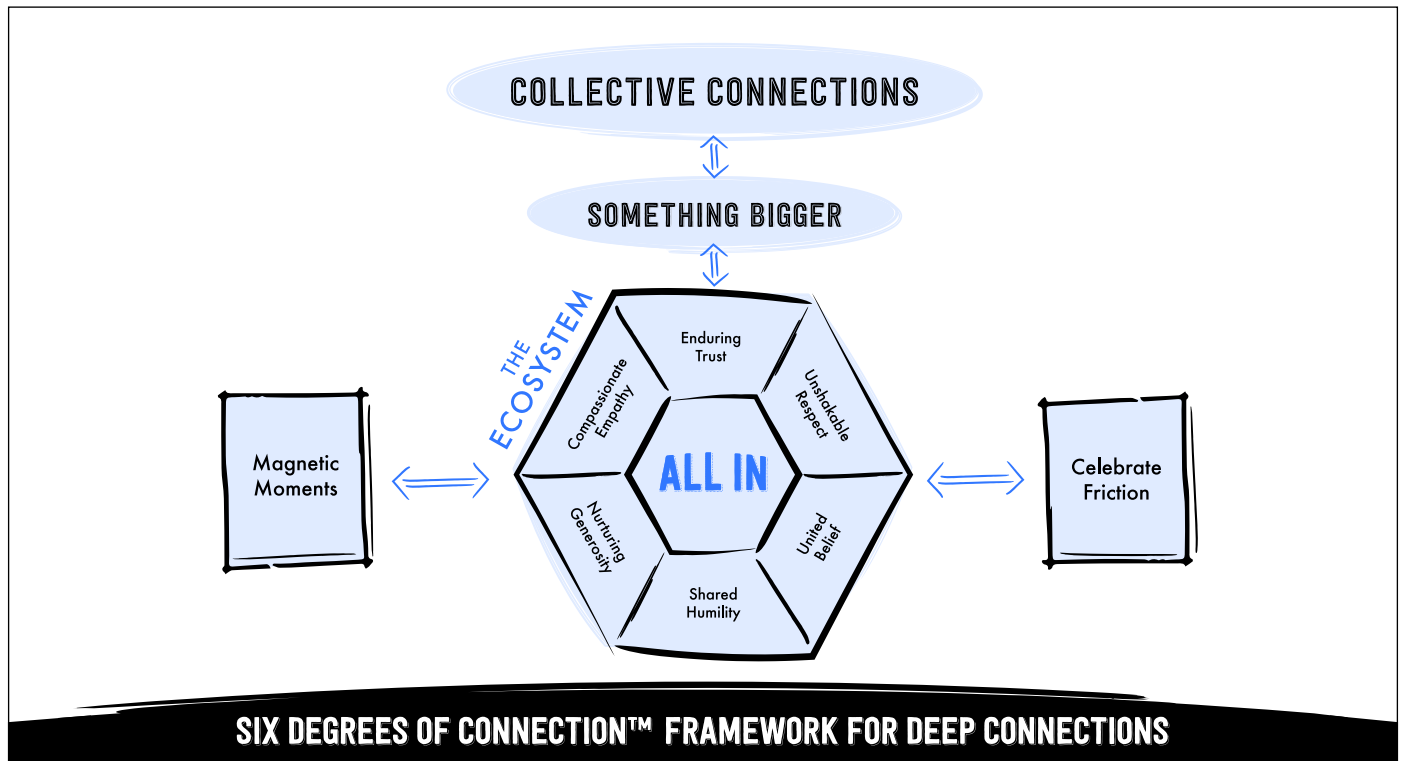 COLLECTIVE CONNECTIONS
SOMETHING BIGGER
THE
ECOSYSTEM
Enduring
Trust
Compassionate
Empathy
Unshakable
Respect
ALL IN
Magnetic
Moments
Celebrate
Friction
Nurturing
Generosity
United
Belief
Shared
Humility
SIX DEGREES OF CONNECTION™ FRAMEWORK FOR DEEP CONNECTIONS